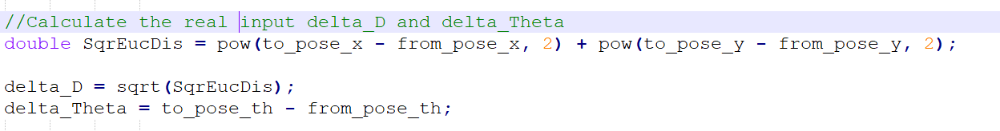 //Calculate the real input delta_D and delta_Theta
double SqrEucDis = pow(to_pose_x - from_pose_x, 2) + pow(to_pose_y - from_pose_y, 2);
delta_D = sqrt(SqrEucDis);
delta_Theta = to_pose_th - from_pose_th;